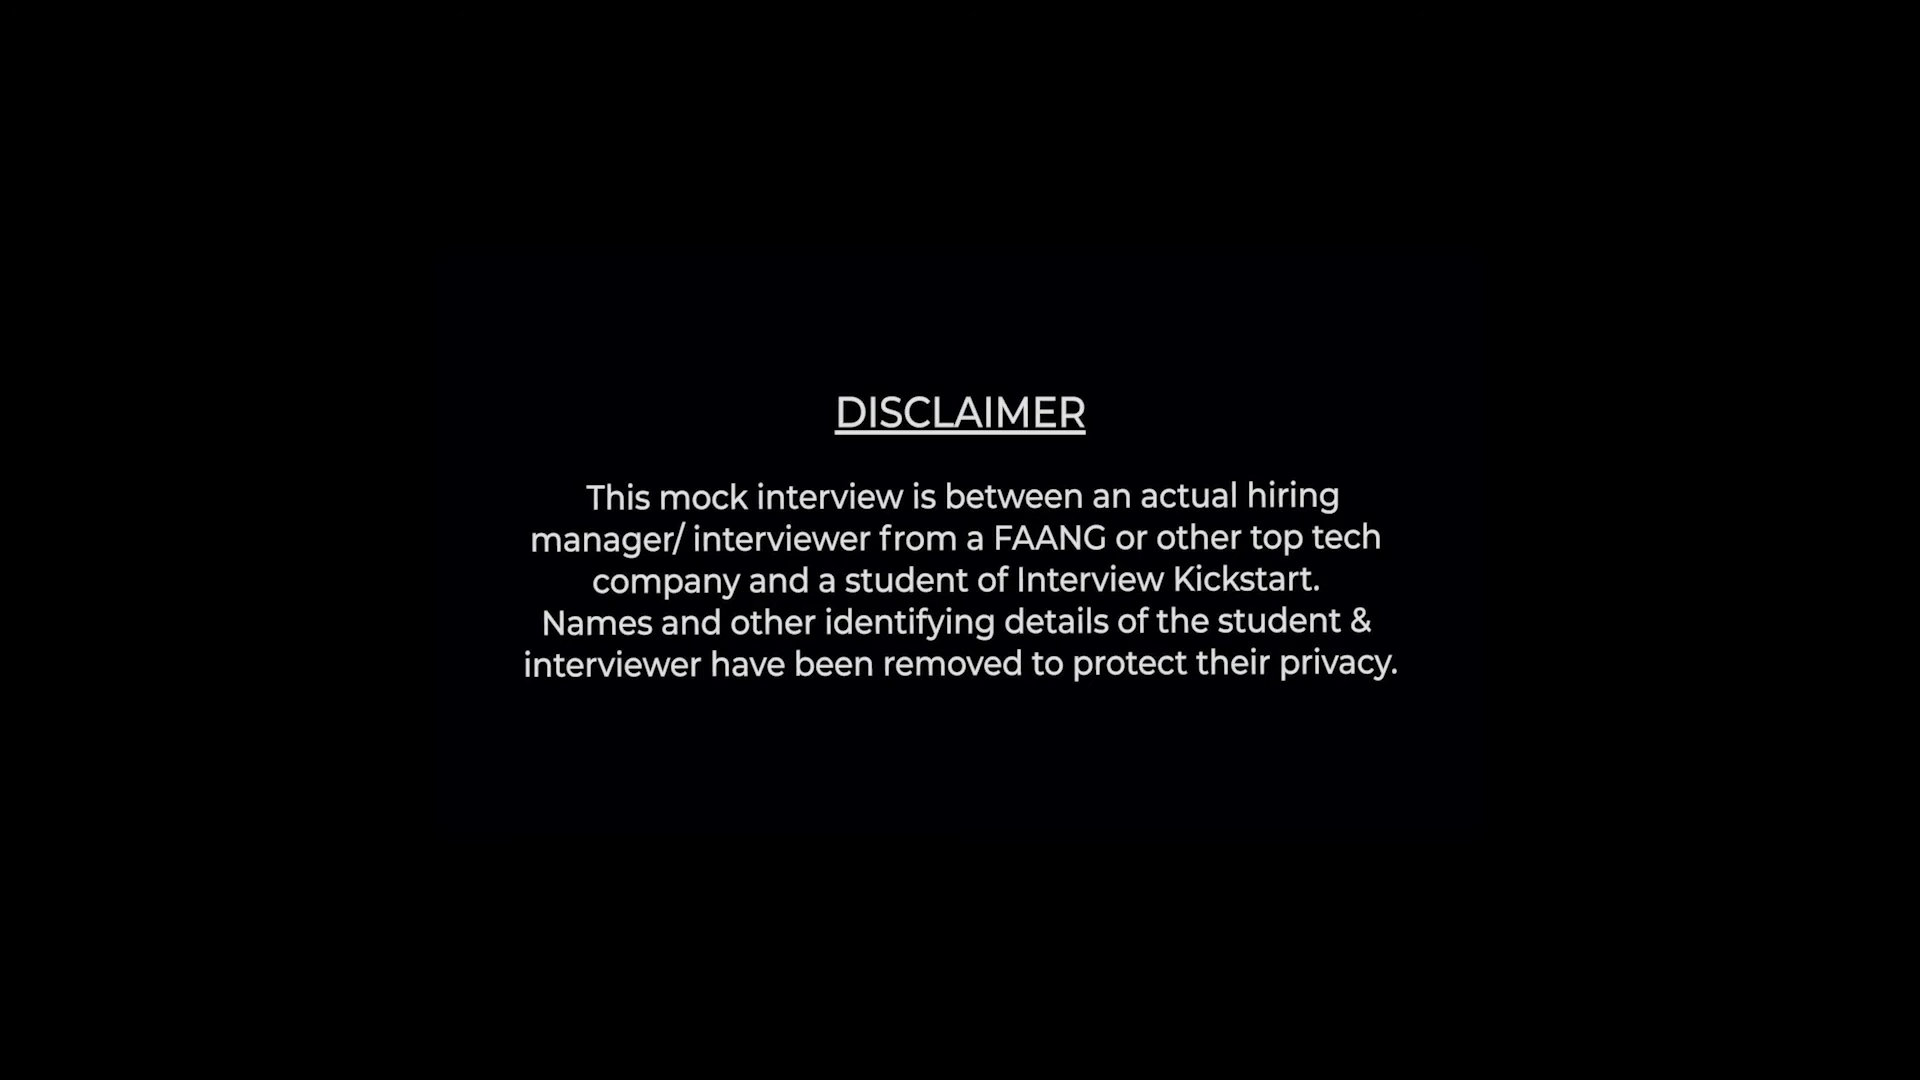 DISCLAIMER
This mock interview is between an actual hiring
manager/ interviewer from a FAANG or other top tech
company and a student of Interview Kickstart.
Names and other identifying details of the student &
interviewer have been removed to protect their privacy.